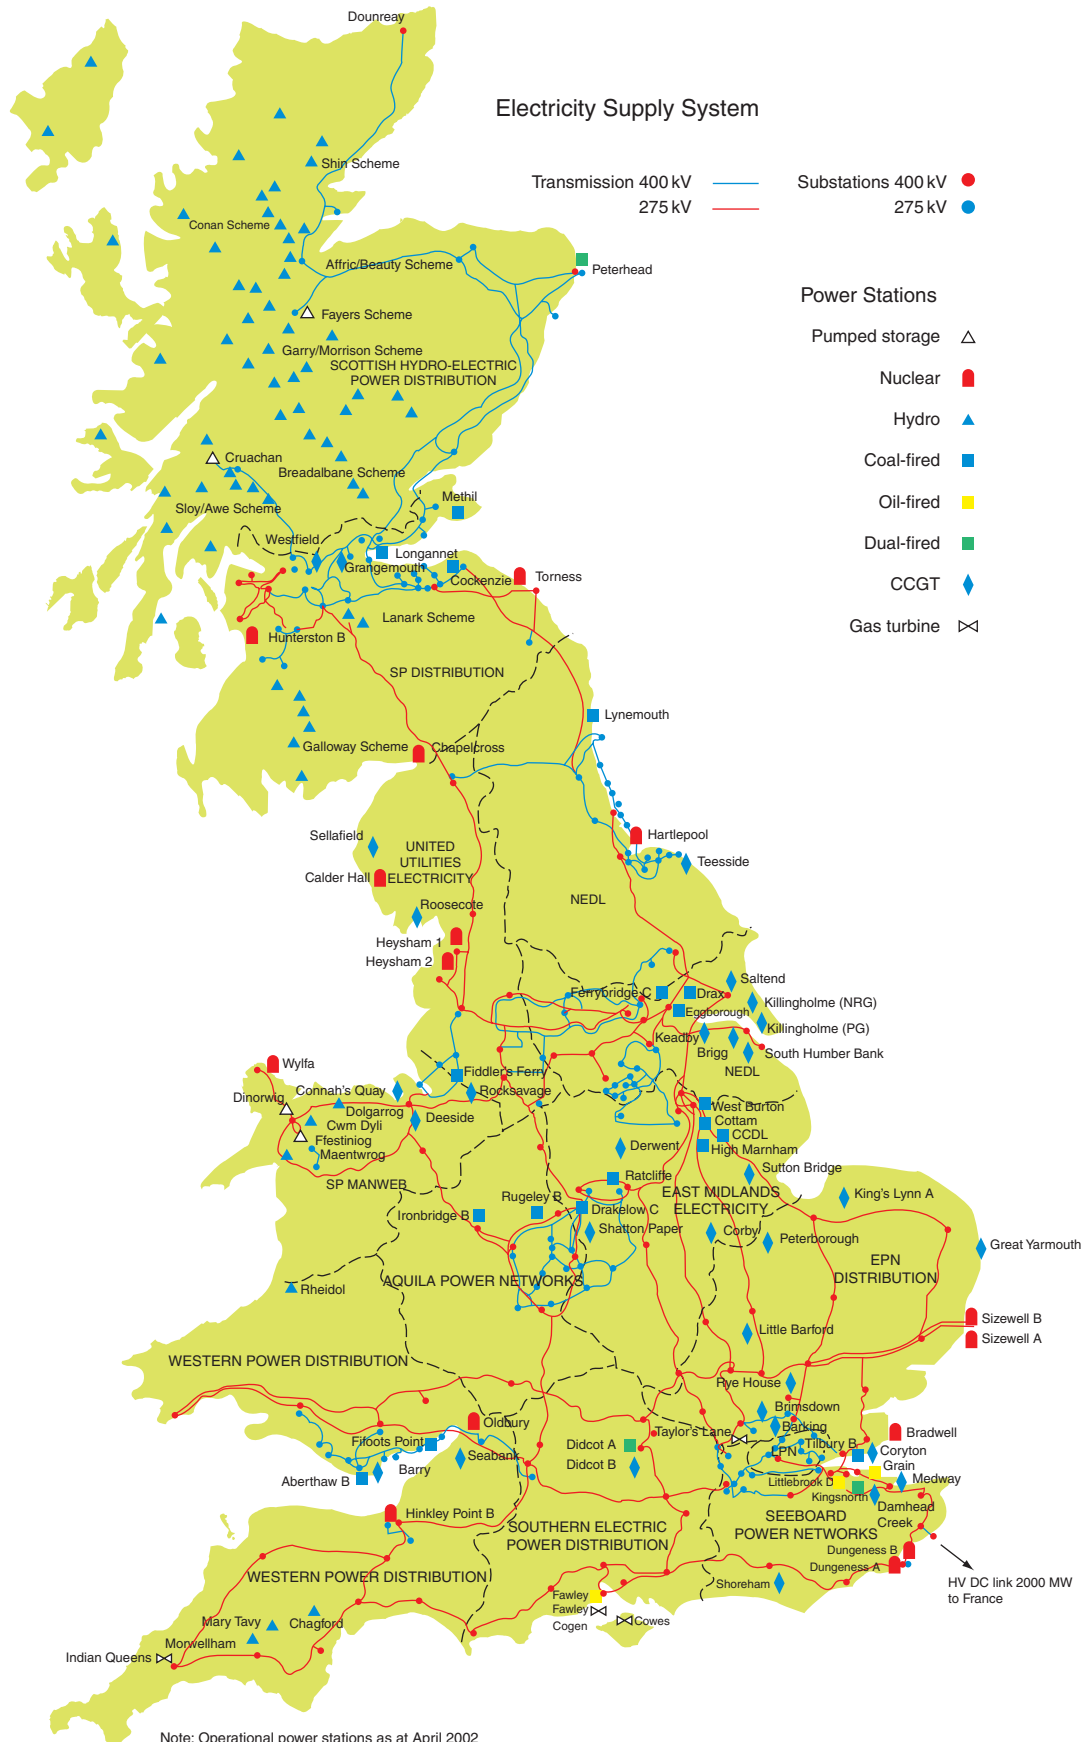 Dounreay
Electricity Supply System
Transmission 400 kV
Substations 400 kV
275 kV
275 kV
Shin Scheme
Conan Scheme
Affric/Beauty Scheme
Peterhead
Power Stations
Fayers Scheme
Pumped storage
Garry/Morrison Scheme
SCOTTISH HYDRO-ELECTRIC
POWER DISTRIBUTION
Nuclear
Hydro
Cruachan
Breadalbane Scheme
Coal-fired
Methil
Oil-fired
Sloy/Awe Scheme
Westfield
Dual-fired
Longannet
Grangemouth
Cockenzie
Torness
CCGT
Lanark Scheme
Gas turbine
Hunterston B
SP DISTRIBUTION
Lynemouth
Galloway Scheme
Chapelcross
Sellafield
Hartlepool
UNITED
UTILITIES
ELECTRICITY
Teesside
Calder Hall
NEDL
Roosecote
Heysham 1
Heysham 2
Saltend
Ferrybridge C
Drax
Killingholme (NRG)
Eggborough
Killingholme (PG)
Keadby
Brigg
South Humber Bank
NEDL
Wylfa
Fiddler's Ferry
Connah's Quay
Rocksavage
Dinorwig
Dolgarrog
Deeside
Cwm Dyli
Ffestiniog
Maentwrog
West Burton
Cottam
CCDL
High Marnham
Derwent
Sutton Bridge
SP MANWEB
Ratcliffe
EAST MIDLANDS
ELECTRICITY
King's Lynn A
Rugeley B
Ironbridge B
Drakelow C
Shatton Paper
Corby
Peterborough
Great Yarmouth
EPN
DISTRIBUTION
AQUILA POWER NETWORKS
Rheidol
Sizewell B
Sizewell A
Little Barford
WESTERN POWER DISTRIBUTION
Rye House
Brimsdown
Oldbury
Taylor's Lane
Barking
Bradwell
Fifoots Point
Didcot A
LPN
Tilbury B
Coryton
Seabank
Didcot B
Grain
Barry
Aberthaw B
Littlebrook D
Medway
Kingsnorth
Damhead
Creek
Hinkley Point B
SOUTHERN ELECTRIC
POWER DISTRIBUTION
SEEBOARD
POWER NETWORKS
Dungeness B
Dungeness A
WESTERN POWER DISTRIBUTION
Shoreham
HV DC link 2000 MW
to France
Fawley
Fawley
Cogen
Cowes
Mary Tavy
Chagford
Morwellham
Indian Queens
Note: Operational power stations as at April 2002